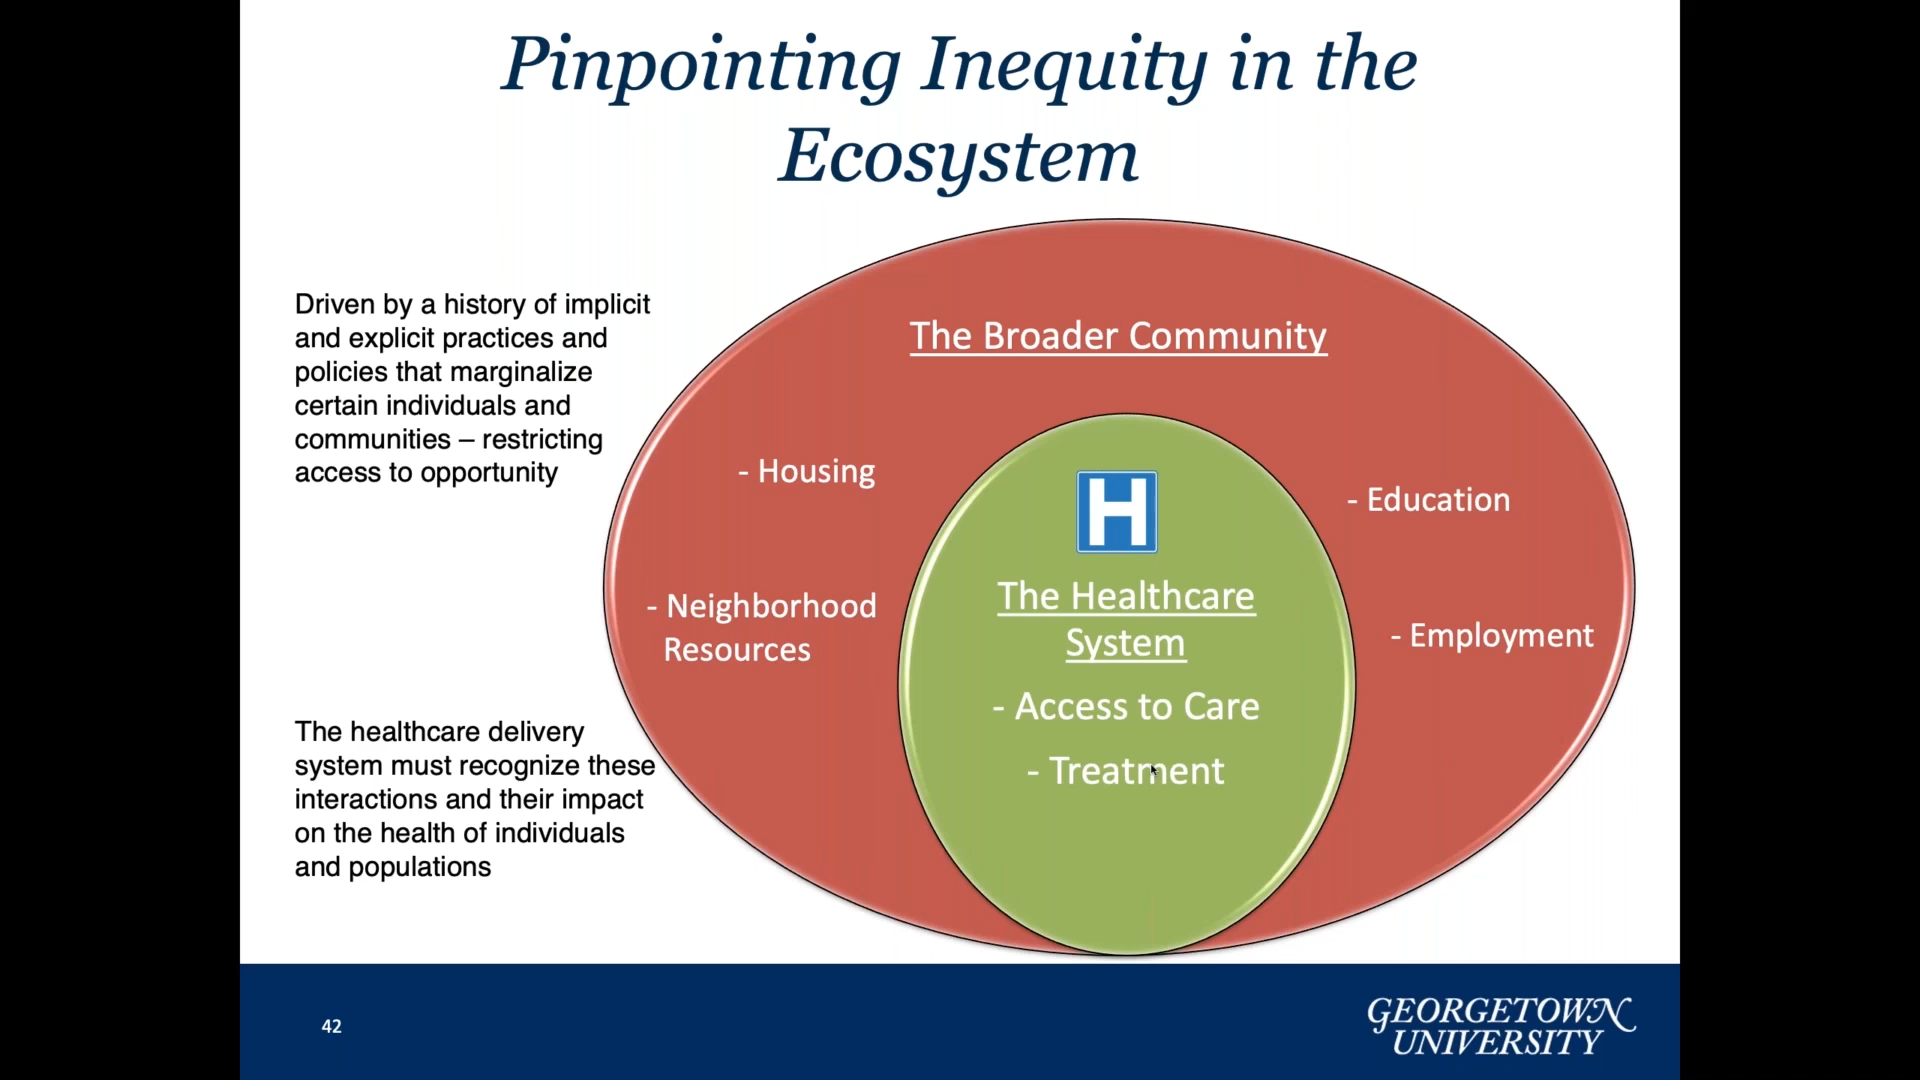 Pinpointing Inequity in the
Ecosystem
Driven by a history of implicit
and explicit practices and
policies that marginalize
certain individuals and
communities – restricting
access to opportunity
The healthcare delivery
system must recognize these
interactions and their impact
on the health of individuals
and populations
The Broader Community
- Housing
- Neighborhood
Resources
- Education
- Employment
H
The Healthcare
System
- Access to Care
- Treatment
42
GEORGETOWN
UNIVERSITY